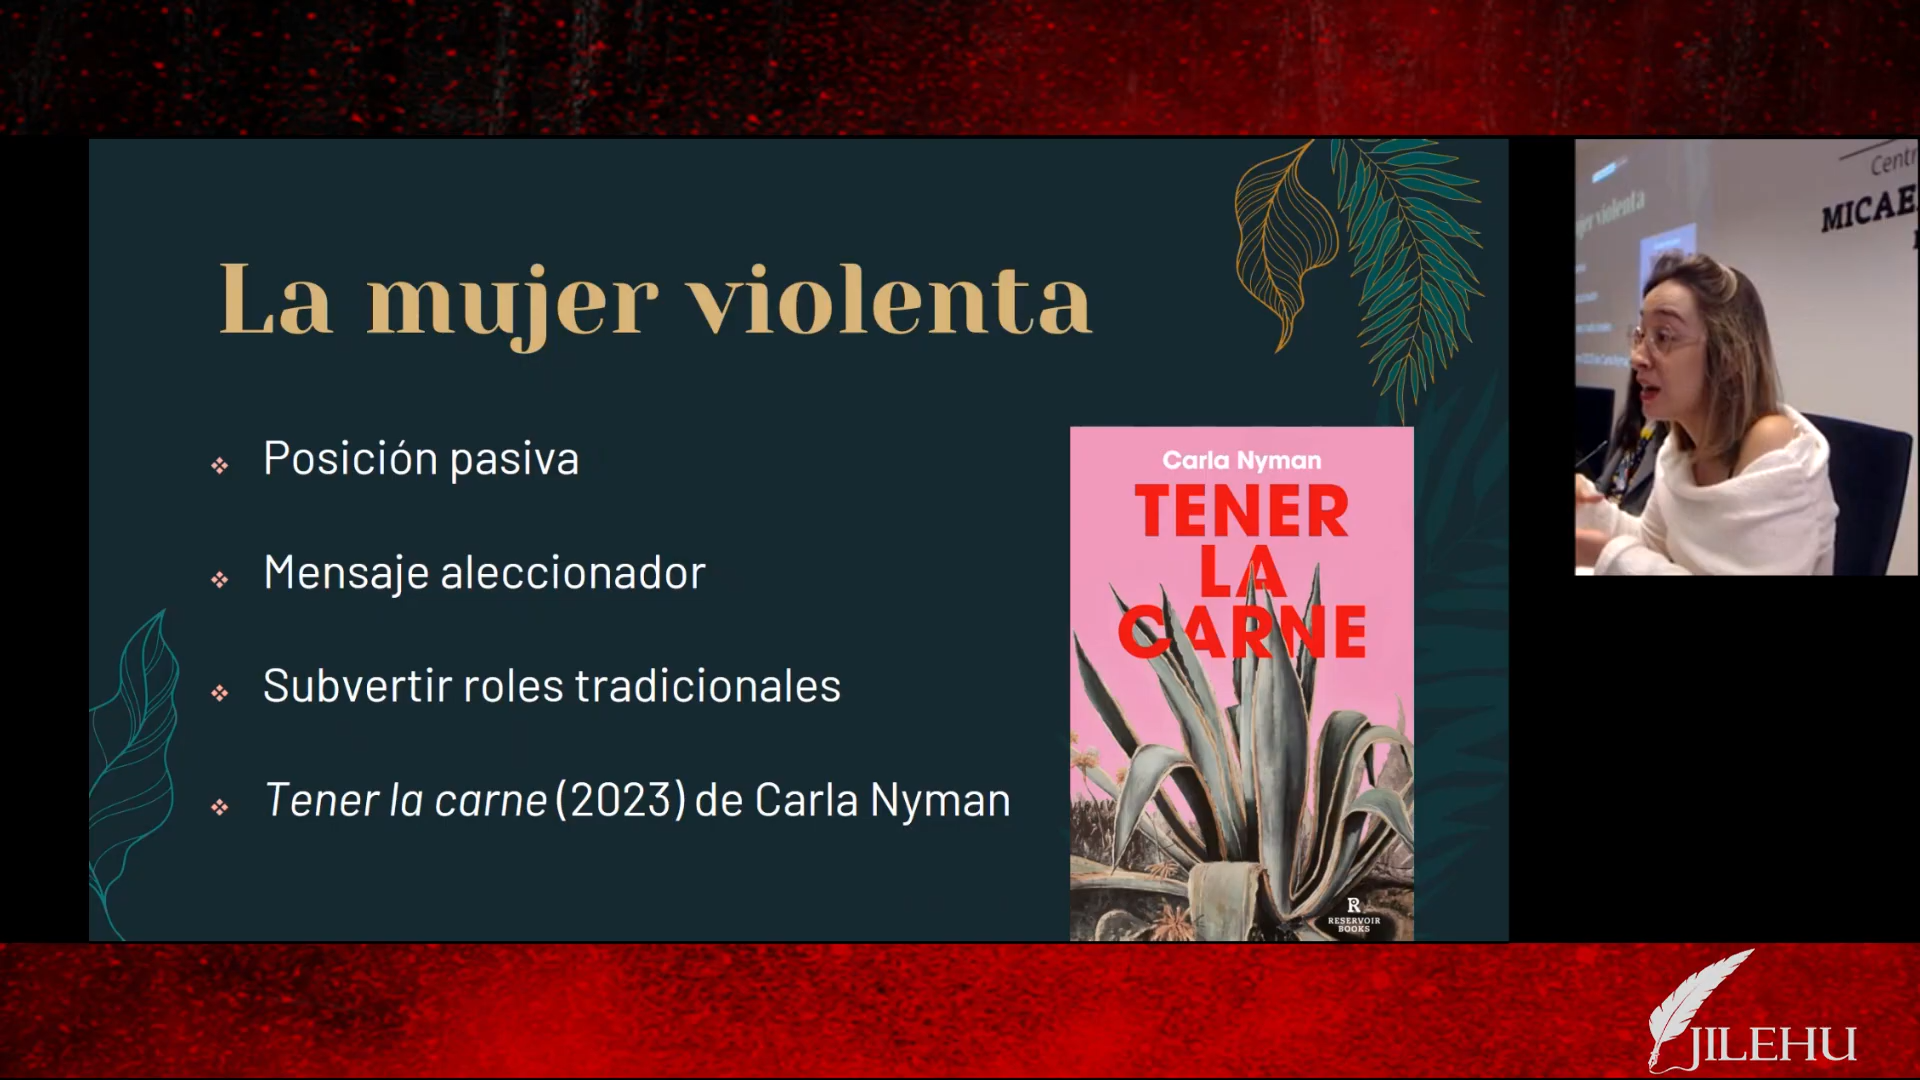 La mujer violenta
Posición pasiva
Mensaje aleccionador
Subvertir roles tradicionales
Tener la carne (2023) de Carla Nyman
Carla Nyman
TENER
LA
CARNE
R
RESERVOIR
BOOKS
Centr
MICAE
JILEHU